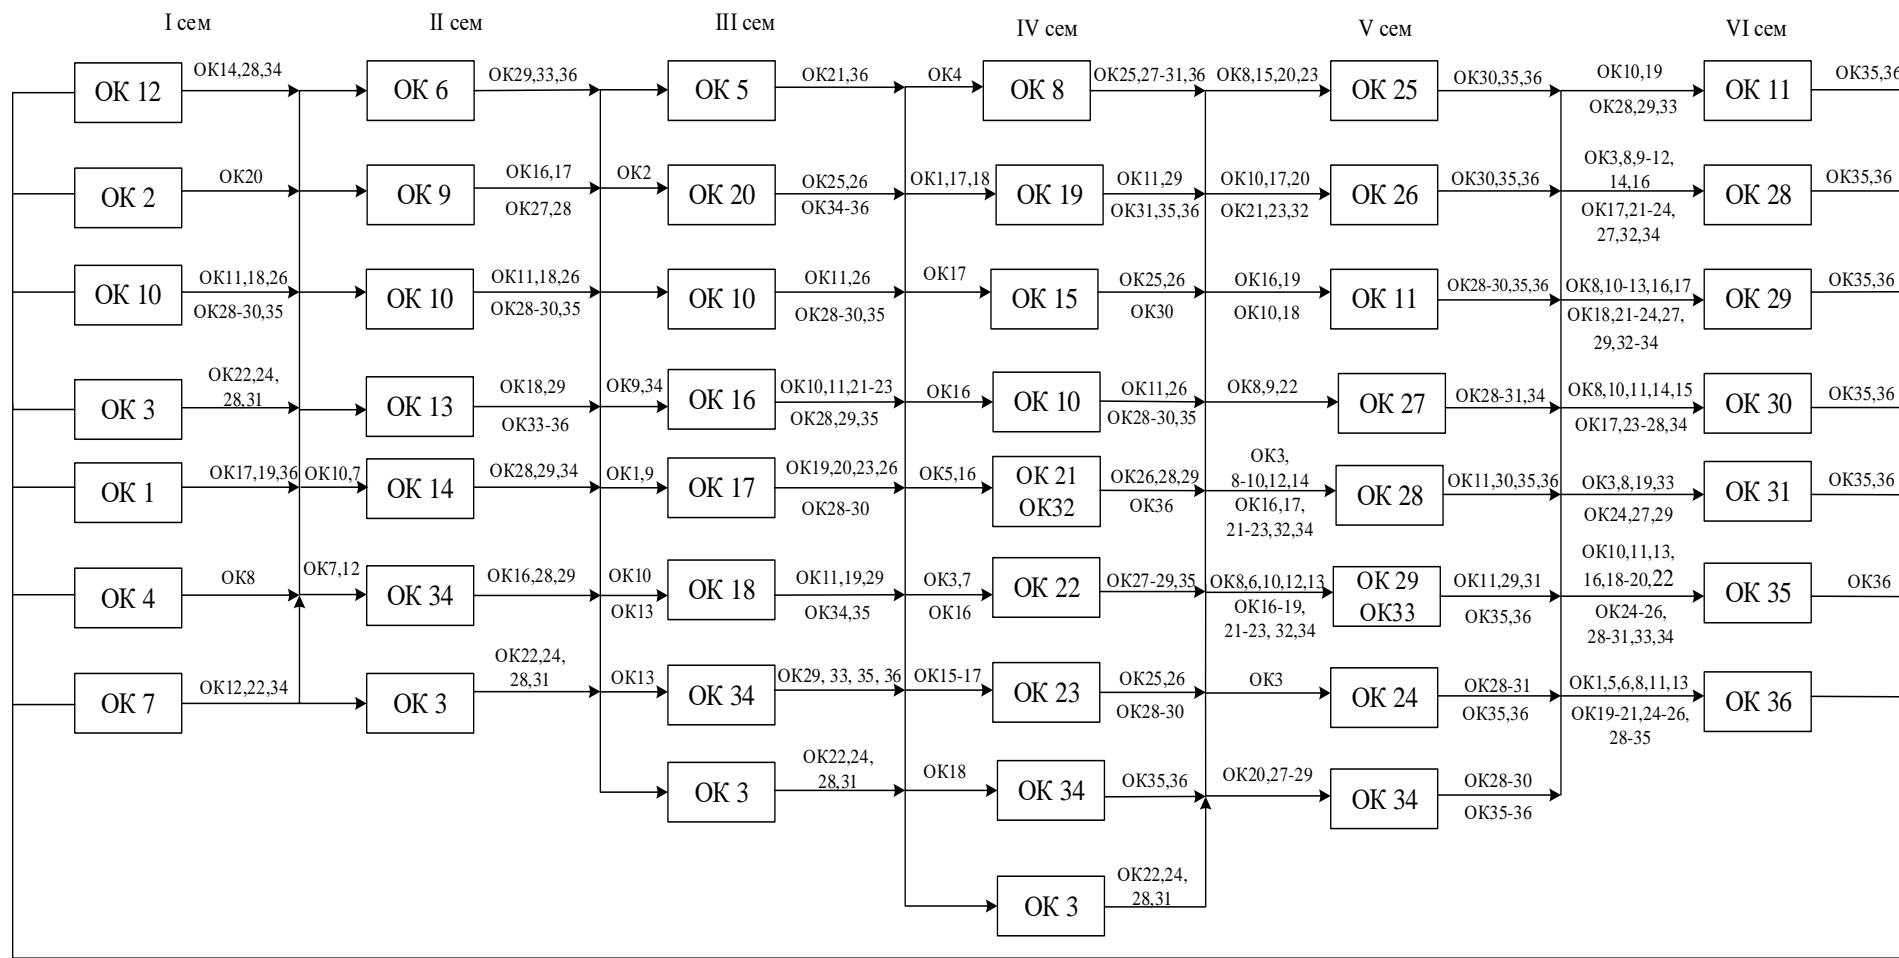 I сем
II сем
III сем
IV сем
V сем
VI сем
ОК 12
ОК14,28,34
ОК 6
ОК29,33,36
ОК 5
ОК21,36
ОК4
ОК 8
ОК25,27-31,36
ОК8,15,20,23
ОК 25
ОК30,35,36
ОК10,19
ОК28,29,33
ОК 11
ОК35,36
ОК 2
ОК20
ОК 9
ОК16,17
ОК27,28
ОК2
ОК 20
ОК25,26
ОК34-36
ОК1,17,18
ОК 19
ОК11,29
ОК31,35,36
ОК10,17,20
ОК21,23,32
ОК 26
ОК30,35,36
ОК3,8,9-12,
14,16
ОК17,21-24,
27,32,34
ОК 28
ОК35,36
ОК 10
ОК11,18,26
ОК28-30,35
ОК 10
ОК11,18,26
ОК28-30,35
ОК 10
ОК11,26
ОК28-30,35
ОК17
ОК 15
ОК25,26
ОК30
ОК16,19
ОК10,18
ОК 11
ОК28-30,35,36
ОК8,10-13,16,17
ОК18,21-24,27,
29,32-34
ОК 29
ОК35,36
ОК 3
ОК22,24,
28,31
ОК 13
ОК18,29
ОК33-36
ОК9,34
ОК 16
ОК10,11,21-23
ОК28,29,35
ОК16
ОК 10
ОК11,26
ОК28-30,35
ОК8,9,22
ОК 27
ОК28-31,34
ОК8,10,11,14,15
ОК17,23-28,34
ОК 30
ОК35,36
ОК 1
ОК17,19,36
ОК10,7
ОК 14
ОК28,29,34
ОК1,9
ОК 17
ОК19,20,23,26
ОК28-30
ОК5,16
ОК 21
ОК32
ОК26,28,29
ОК36
ОК3,
8-10,12,14
ОК16,17,
21-23,32,34
ОК 28
ОК11,30,35,36
ОК3,8,19,33
ОК24,27,29
ОК 31
ОК35,36
ОК 4
ОК8
ОК7,12
ОК 34
ОК16,28,29
ОК10
ОК13
ОК 18
ОК11,19,29
ОК34,35
ОК3,7
ОК16
ОК 22
ОК27-29,35
ОК8,6,10,12,13
ОК16-19,
21-23, 32,34
ОК 29
ОК33
ОК11,29,31
ОК35,36
ОК10,11,13,
16,18-20,22
ОК24-26,
28-31,33,34
ОК 35
ОК36
ОК 7
ОК12,22,34
ОК 3
ОК22,24,
28,31
ОК13
ОК 34
ОК29, 33, 35, 36
ОК15-17
ОК 23
ОК25,26
ОК28-30
ОК3
ОК 24
ОК28-31
ОК35,36
ОК1,5,6,8,11,13
ОК19-21,24-26,
28-35
ОК 36
ОК 3
ОК22,24,
28,31
ОК18
ОК 34
ОК35,36
ОК20,27-29
ОК 34
ОК28-30
ОК35-36
ОК 3
ОК22,24,
28,31